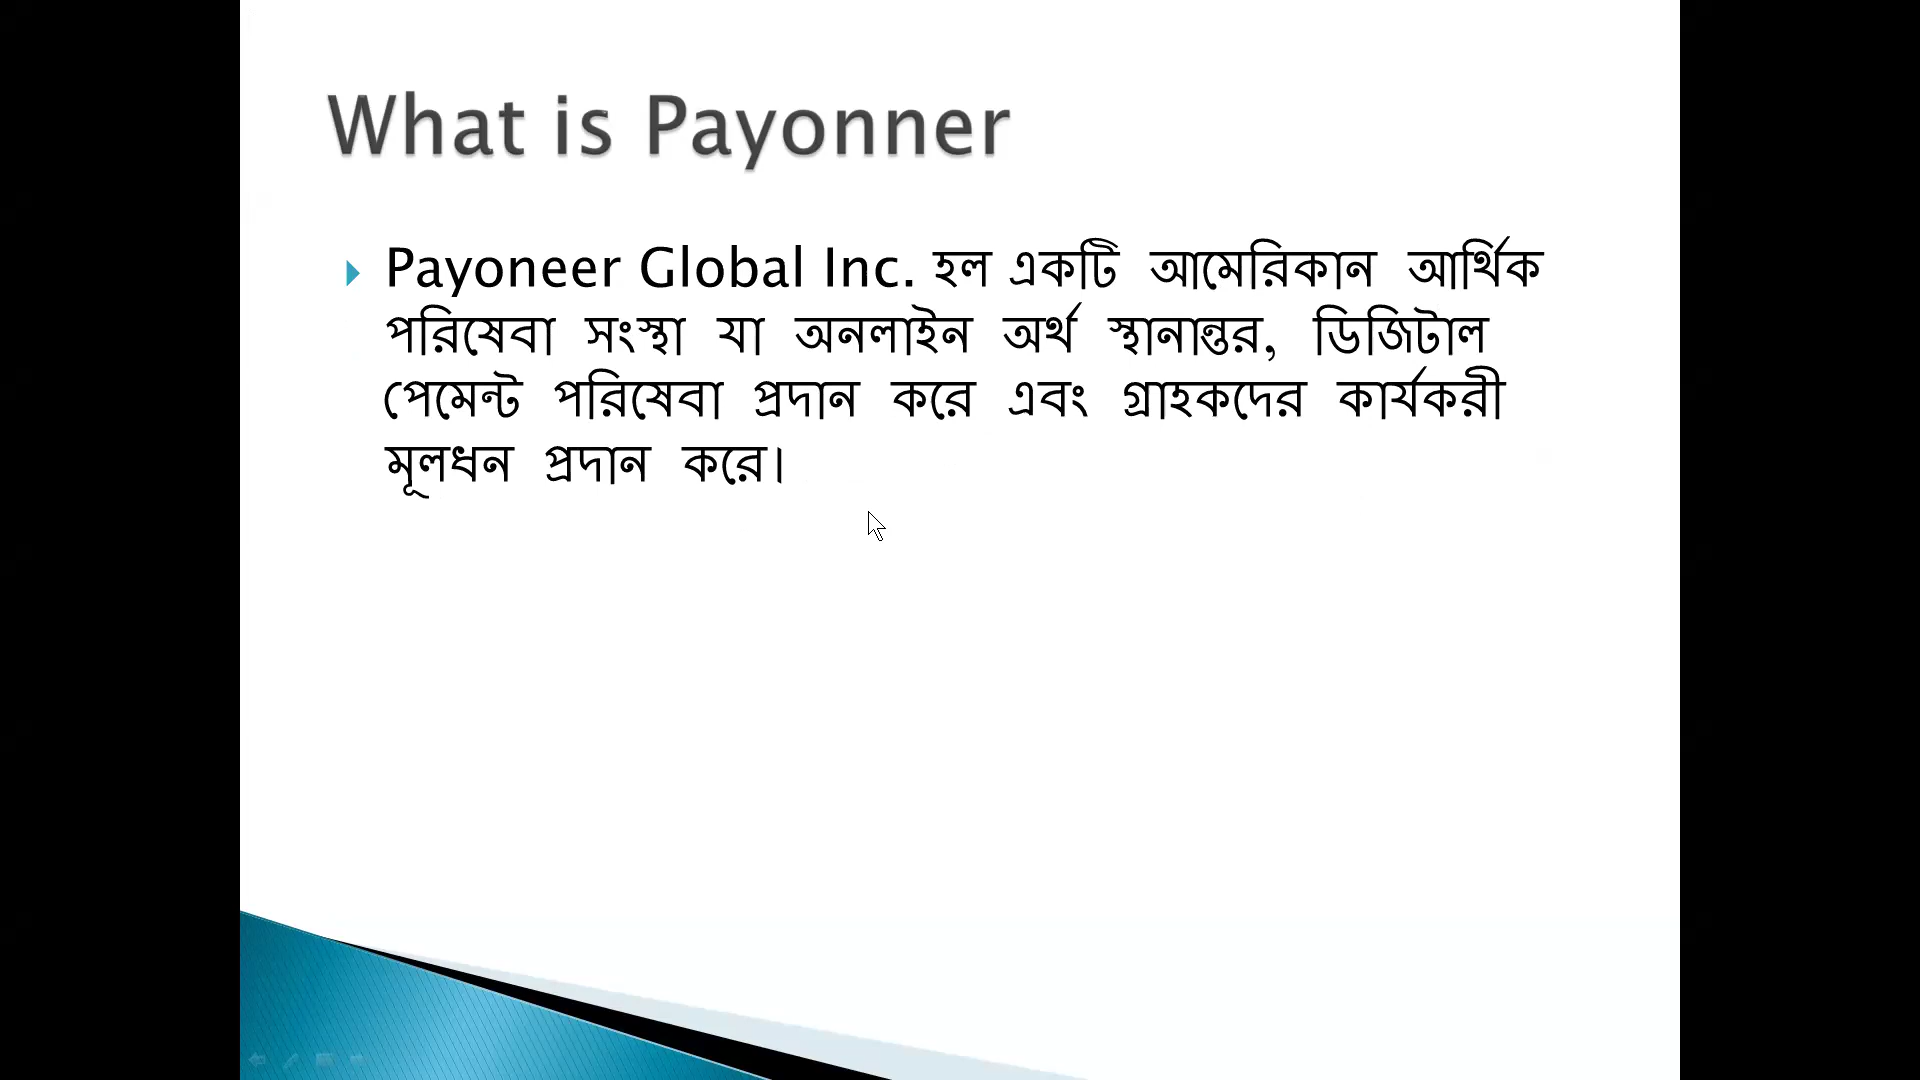 What is Payonner
Payoneer Global Inc. হল একটি আমেরিকান আর্থিক
পরিষেবা সংস্থা যা অনলাইন অর্থ স্থানান্তর, ডিজিটাল
পেমেন্ট পরিষেবা প্রদান করে এবং গ্রাহকদের কার্যকরী
মূলধন প্রদান করে।